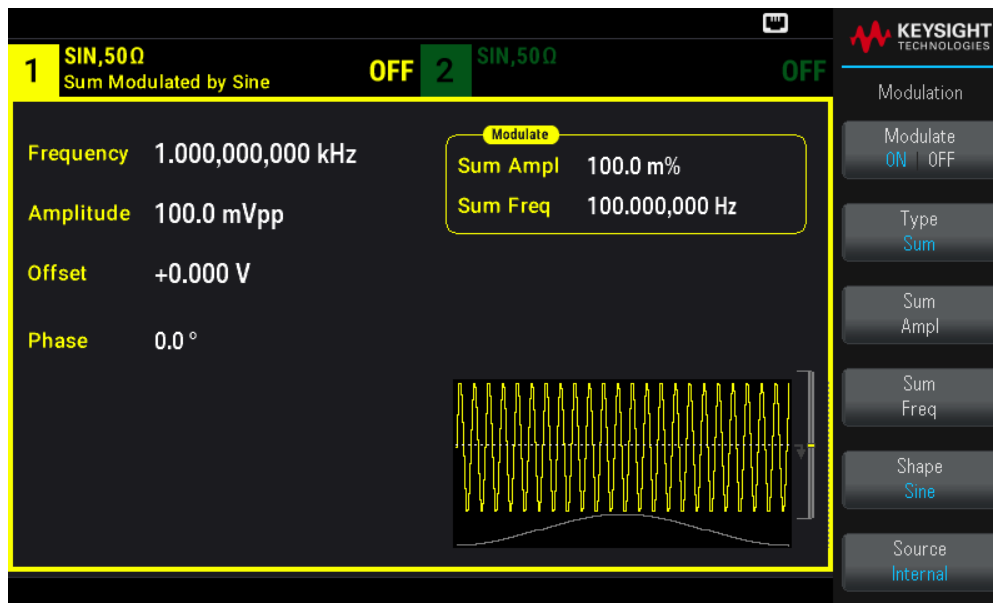 KEYSIGHT
TECHNOLOGIES
1
SIN,50Ω
Sum Modulated by Sine
OFF
2
SIN,50Ω
OFF
Frequency 1.000,000,000 kHz
Amplitude 100.0 mVpp
Offset +0.000 V
Phase 0.0 °
Modulate
Sum Ampl 100.0 m%
Sum Freq 100.000,000 Hz
Modulation
Modulate
ON OFF
Type
Sum
Sum
Ampl
Sum
Freq
Shape
Sine
Source
Internal